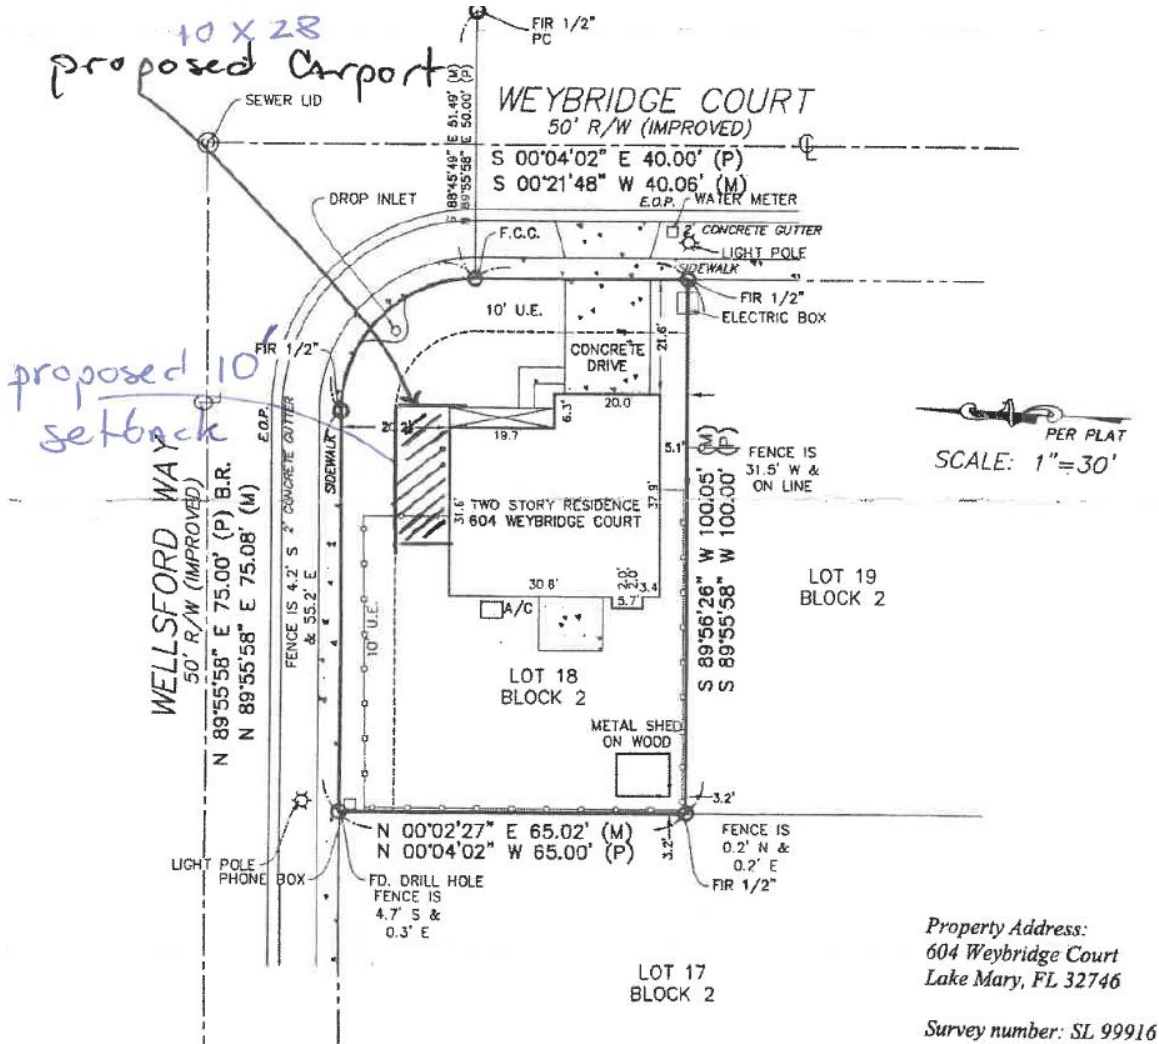 10 X 28
proposed Carport
SEWER LID
FIR 1/2"
PC
S 88°45'49" E 51.49' (M)
N 89°55'58" E 50.00' (P)
WEYBRIDGE COURT
50' R/W (IMPROVED)
S 00°04'02" E 40.00' (P)
S 00°21'48" W 40.06' (M)
E.O.P.
WATER METER
2' CONCRETE GUTTER
LIGHT POLE
DROP INLET
F.C.C.
SIDEWALK
FIR 1/2"
ELECTRIC BOX
10' U.E.
21.6'
FIR 1/2"
CONCRETE
DRIVE
proposed 10'
setback
20.2'
19.7
6.3'
20.0
5.1'
FENCE IS
31.5' W &
ON LINE
PER PLAT
SCALE: 1"=30'
E.O.P.
2' CONCRETE GUTTER
SIDEWALK
WELLSFORD WAY
50' R/W (IMPROVED)
N 89°55'58" E 75.00' (P) B.R.
N 89°55'58" E 75.08' (M)
FENCE IS 4.2' S
& 55.2' E
31.6'
TWO STORY RESIDENCE
604 WEYBRIDGE COURT
37.9'
S 89°56'26" W 100.05' (M)
S 89°55'58" W 100.00' (P)
LOT 19
BLOCK 2
30.8'
2.0'
2.0'
3.4
5.7'
A/C
10' U.E.
LOT 18
BLOCK 2
METAL SHED
ON WOOD
3.2'
3.2'
N 00°02'27" E 65.02' (M)
N 00°04'02" W 65.00' (P)
FENCE IS
0.2' N &
0.2' E
FIR 1/2"
LIGHT POLE
PHONE BOX
FD. DRILL HOLE
FENCE IS
4.7' S &
0.3' E
LOT 17
BLOCK 2
Property Address:
604 Weybridge Court
Lake Mary, FL 32746
Survey number: SL 99916